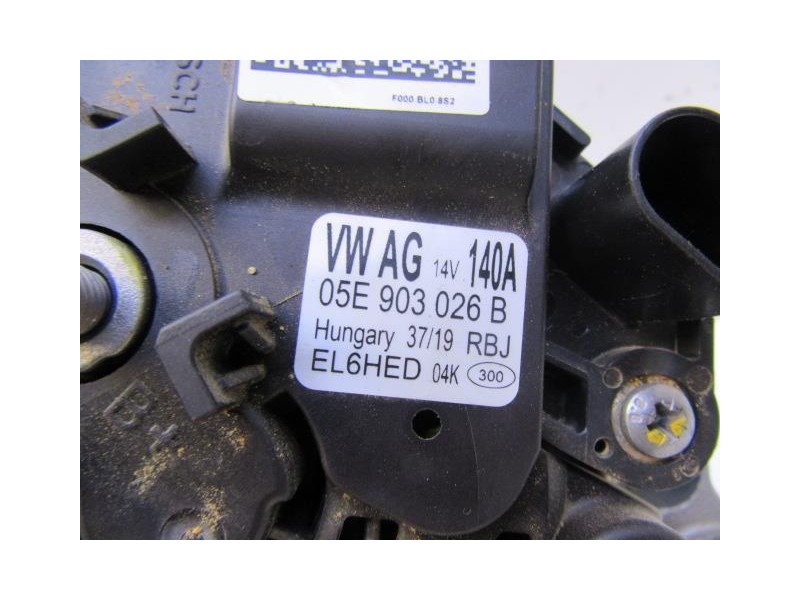 F000 BL0 8S2
VW AG 14V 140A
05E 903 026 B
Hungary 37/19 RBJ
EL6HED 04K 300
B+